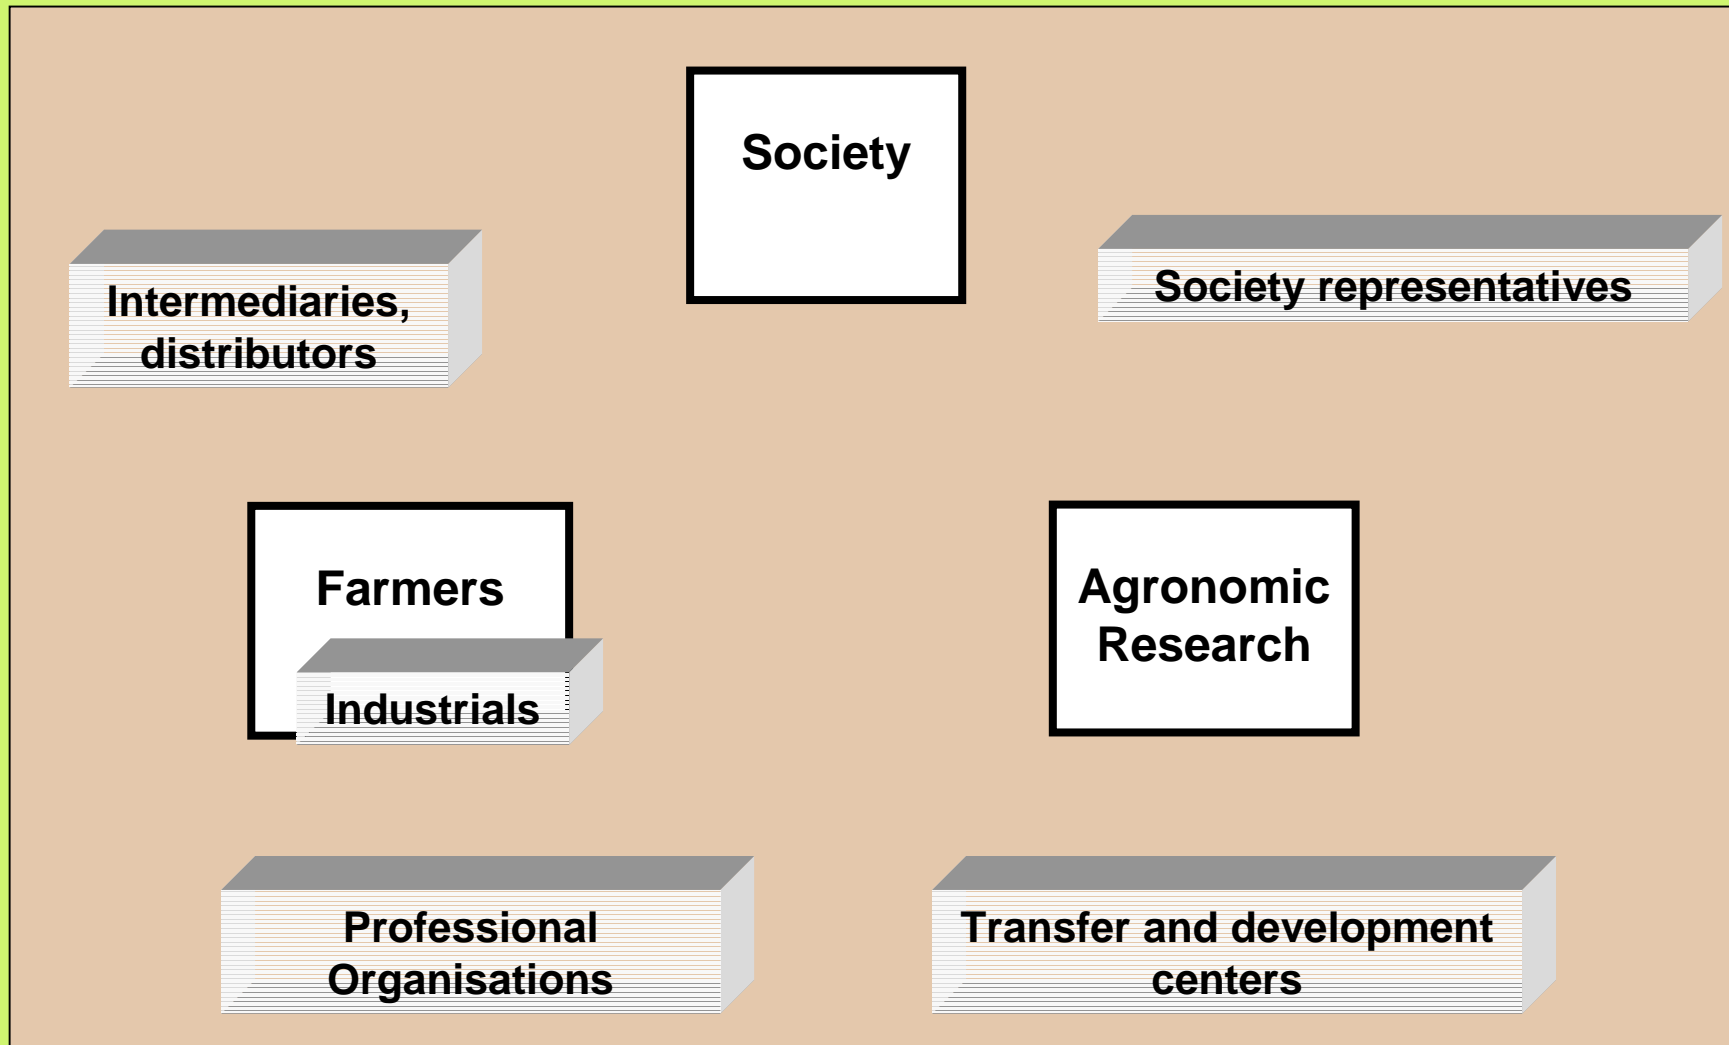 Society
Intermediaries,
distributors
Society representatives
Farmers
Industrials
Agronomic
Research
Professional
Organisations
Transfer and development
centers